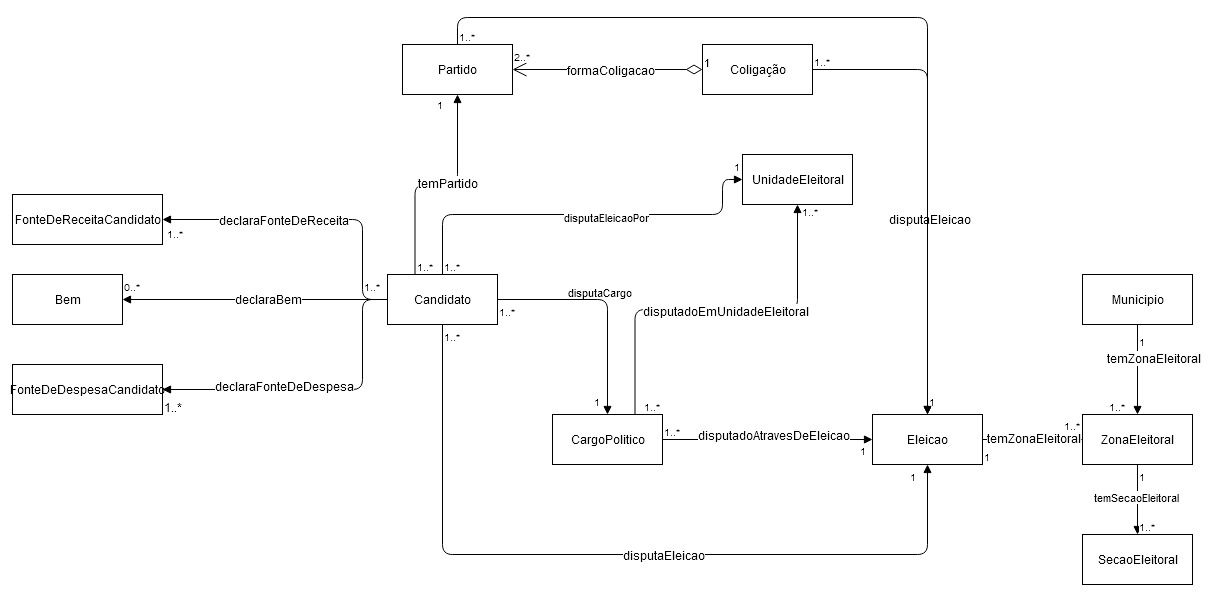 1..*
Partido
2..*
formaColigacao
1
Coligação
1..*
1
temPartido
1
UnidadeEleitoral
1..*
FonteDeReceitaCandidato
1..*
declaraFonteDeReceita
disputaEleicaoPor
disputaEleicao
1..*
1..*
Bem
0..*
declaraBem
1..*
Candidato
1..*
disputaCargo
disputadoEmUnidadeEleitoral
Municipio
1
temZonaEleitoral
1..*
FonteDeDespesaCandidato
1..*
declaraFonteDeDespesa
1..*
1
1..*
CargoPolitico
1..*
disputadoAtravesDeEleicao
1
1
Eleicao
1
temZonaEleitoral
1..*
1..*
ZonaEleitoral
1
1
temSecaoEleitoral
1..*
SecaoEleitoral
disputaEleicao